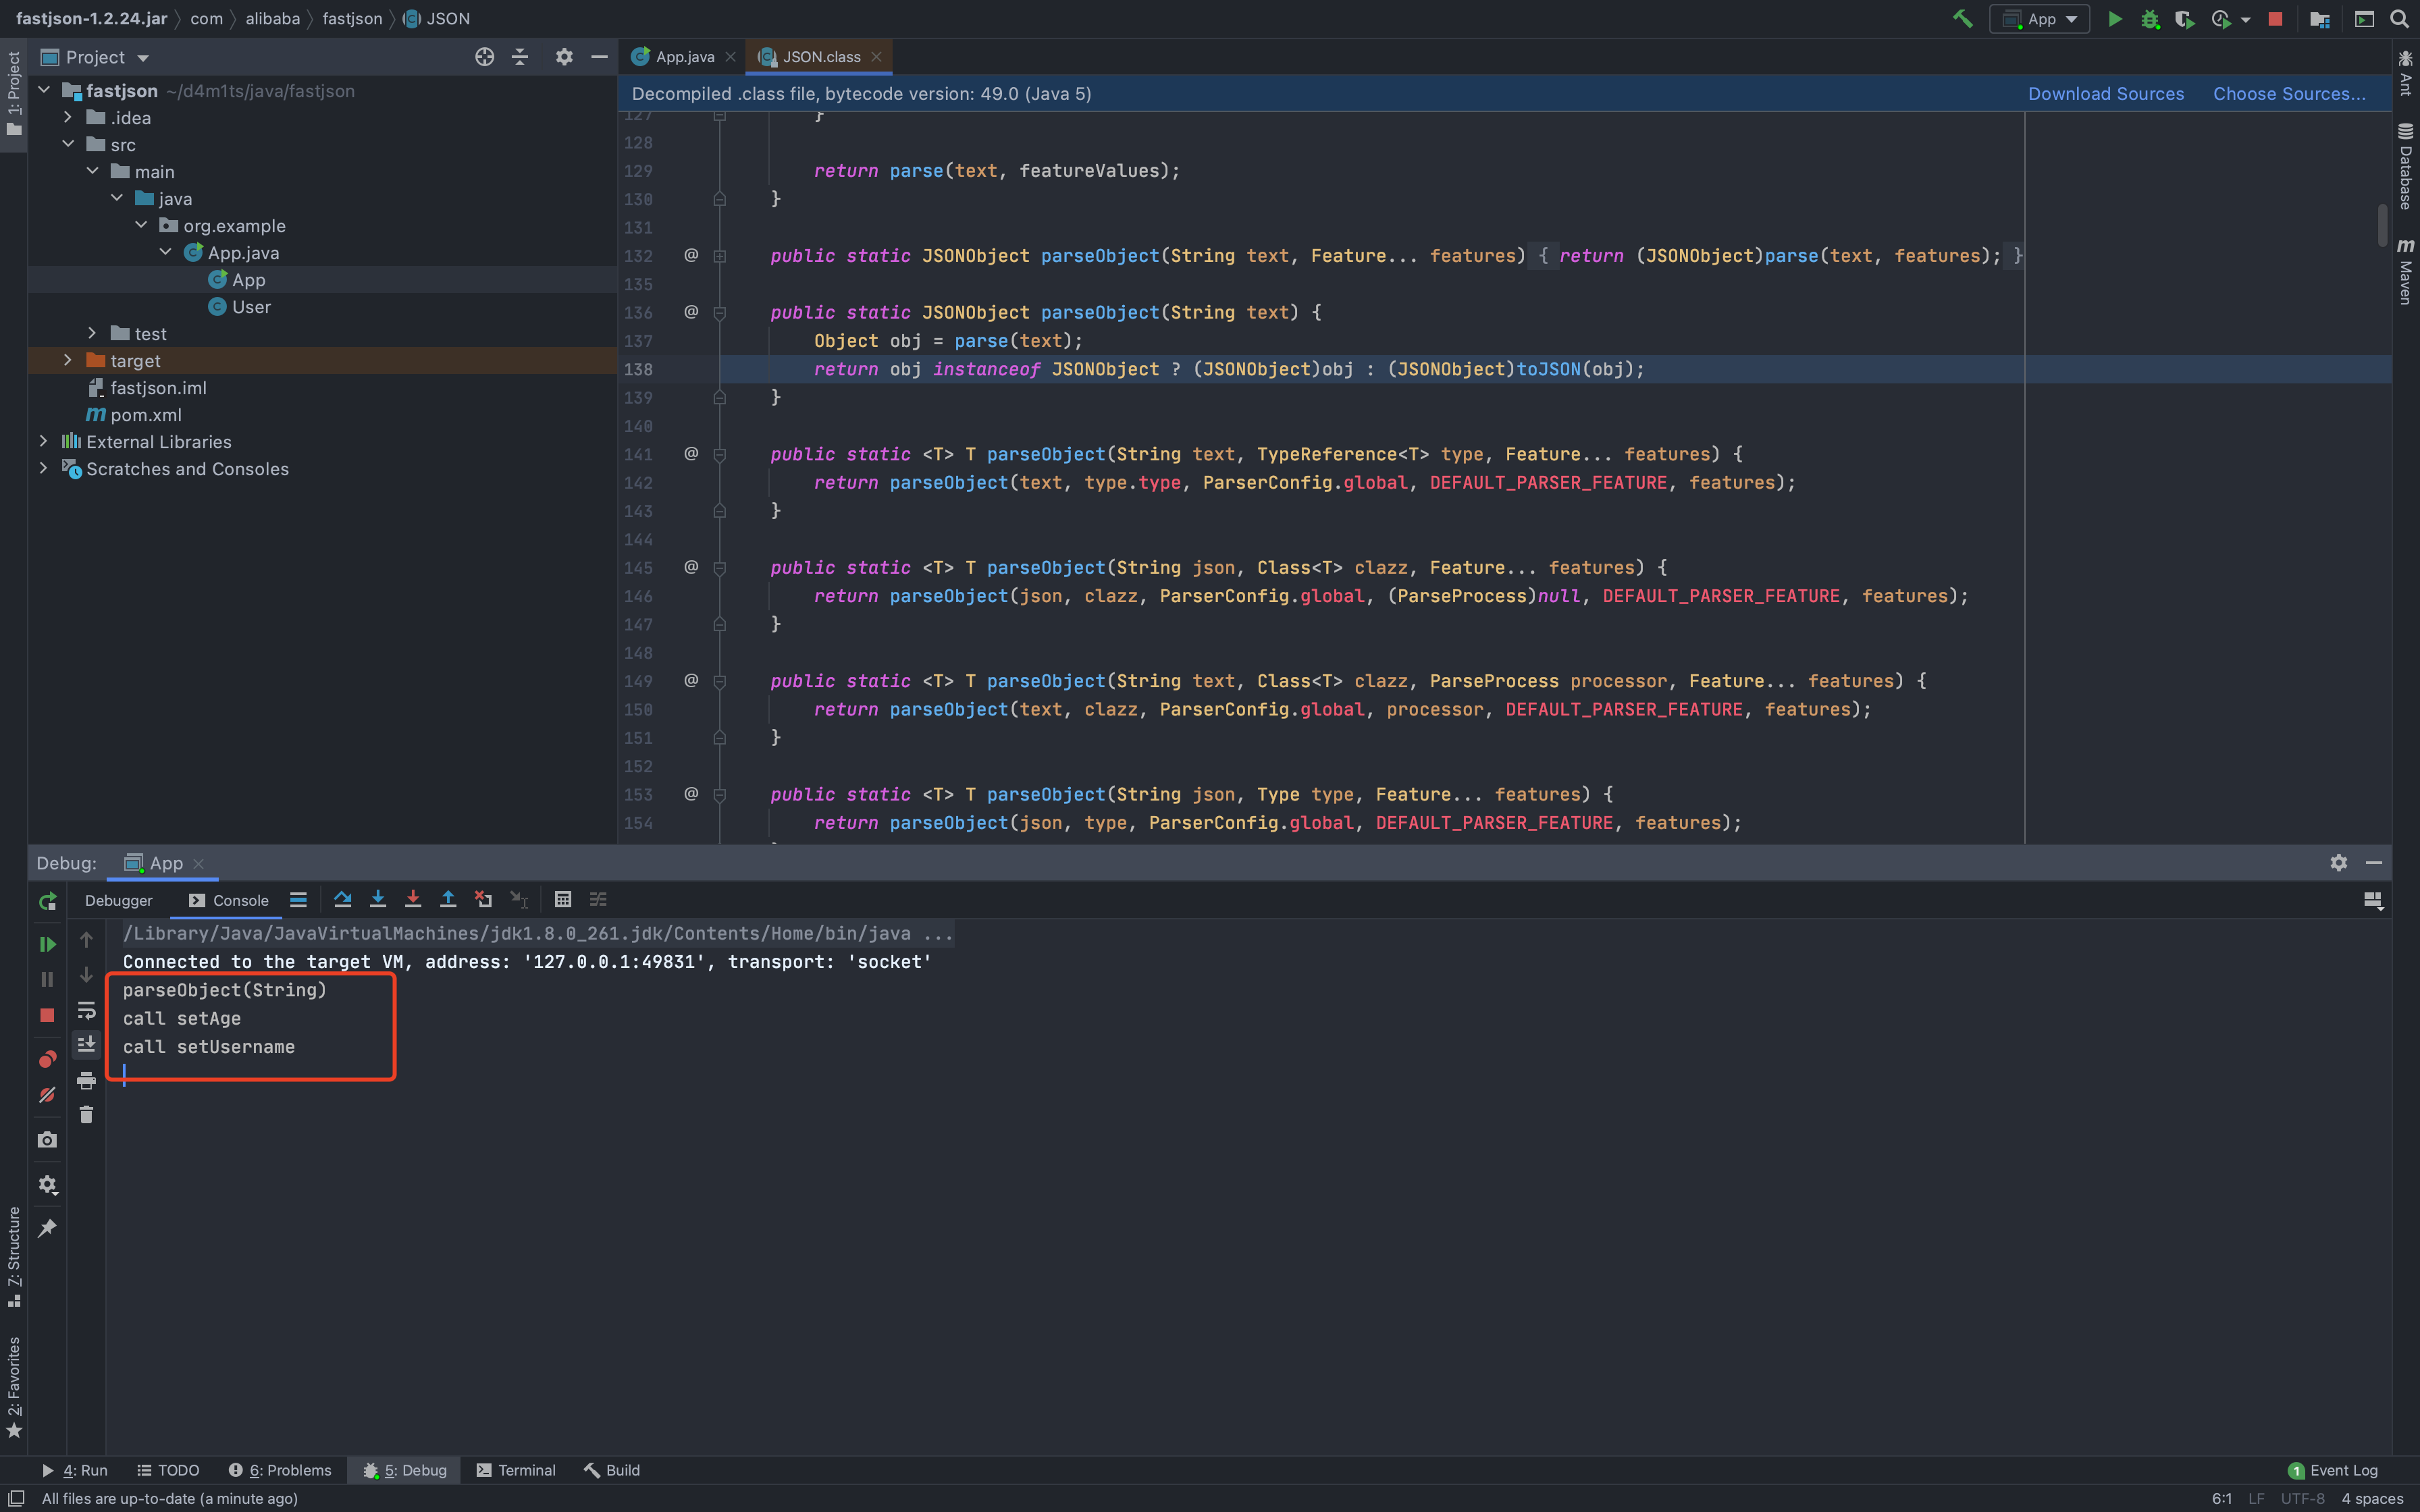 fastjson-1.2.24.jar com alibaba fastjson JSON
App
Project
App.java JSON.class
1: Project
Ant
Database
Maven
fastjson ~/d4m1ts/java/fastjson
.idea
src
main
java
org.example
App.java
App
User
test
target
fastjson.iml
pom.xml
External Libraries
Scratches and Consoles
Decompiled .class file, bytecode version: 49.0 (Java 5) Download Sources Choose Sources...
127 }
128
129 return parse(text, featureValues);
130 }
131
132 @ public static JSONObject parseObject(String text, Feature... features) { return (JSONObject)parse(text, features); }
135
136 @ public static JSONObject parseObject(String text) {
137 Object obj = parse(text);
138 return obj instanceof JSONObject ? (JSONObject)obj : (JSONObject)toJSON(obj);
139 }
140
141 @ public static <T> T parseObject(String text, TypeReference<T> type, Feature... features) {
142 return parseObject(text, type.type, ParserConfig.global, DEFAULT_PARSER_FEATURE, features);
143 }
144
145 @ public static <T> T parseObject(String json, Class<T> clazz, Feature... features) {
146 return parseObject(json, clazz, ParserConfig.global, (ParseProcess)null, DEFAULT_PARSER_FEATURE, features);
147 }
148
149 @ public static <T> T parseObject(String text, Class<T> clazz, ParseProcess processor, Feature... features) {
150 return parseObject(text, clazz, ParserConfig.global, processor, DEFAULT_PARSER_FEATURE, features);
151 }
152
153 @ public static <T> T parseObject(String json, Type type, Feature... features) {
154 return parseObject(json, type, ParserConfig.global, DEFAULT_PARSER_FEATURE, features);
Debug: App
Debugger Console
/Library/Java/JavaVirtualMachines/jdk1.8.0_261.jdk/Contents/Home/bin/java ...
Connected to the target VM, address: '127.0.0.1:49831', transport: 'socket'
parseObject(String)
call setAge
call setUsername
7: Structure
2: Favorites
4: Run TODO 6: Problems 5: Debug Terminal Build 1 Event Log
All files are up-to-date (a minute ago) 6:1 LF UTF-8 4 spaces